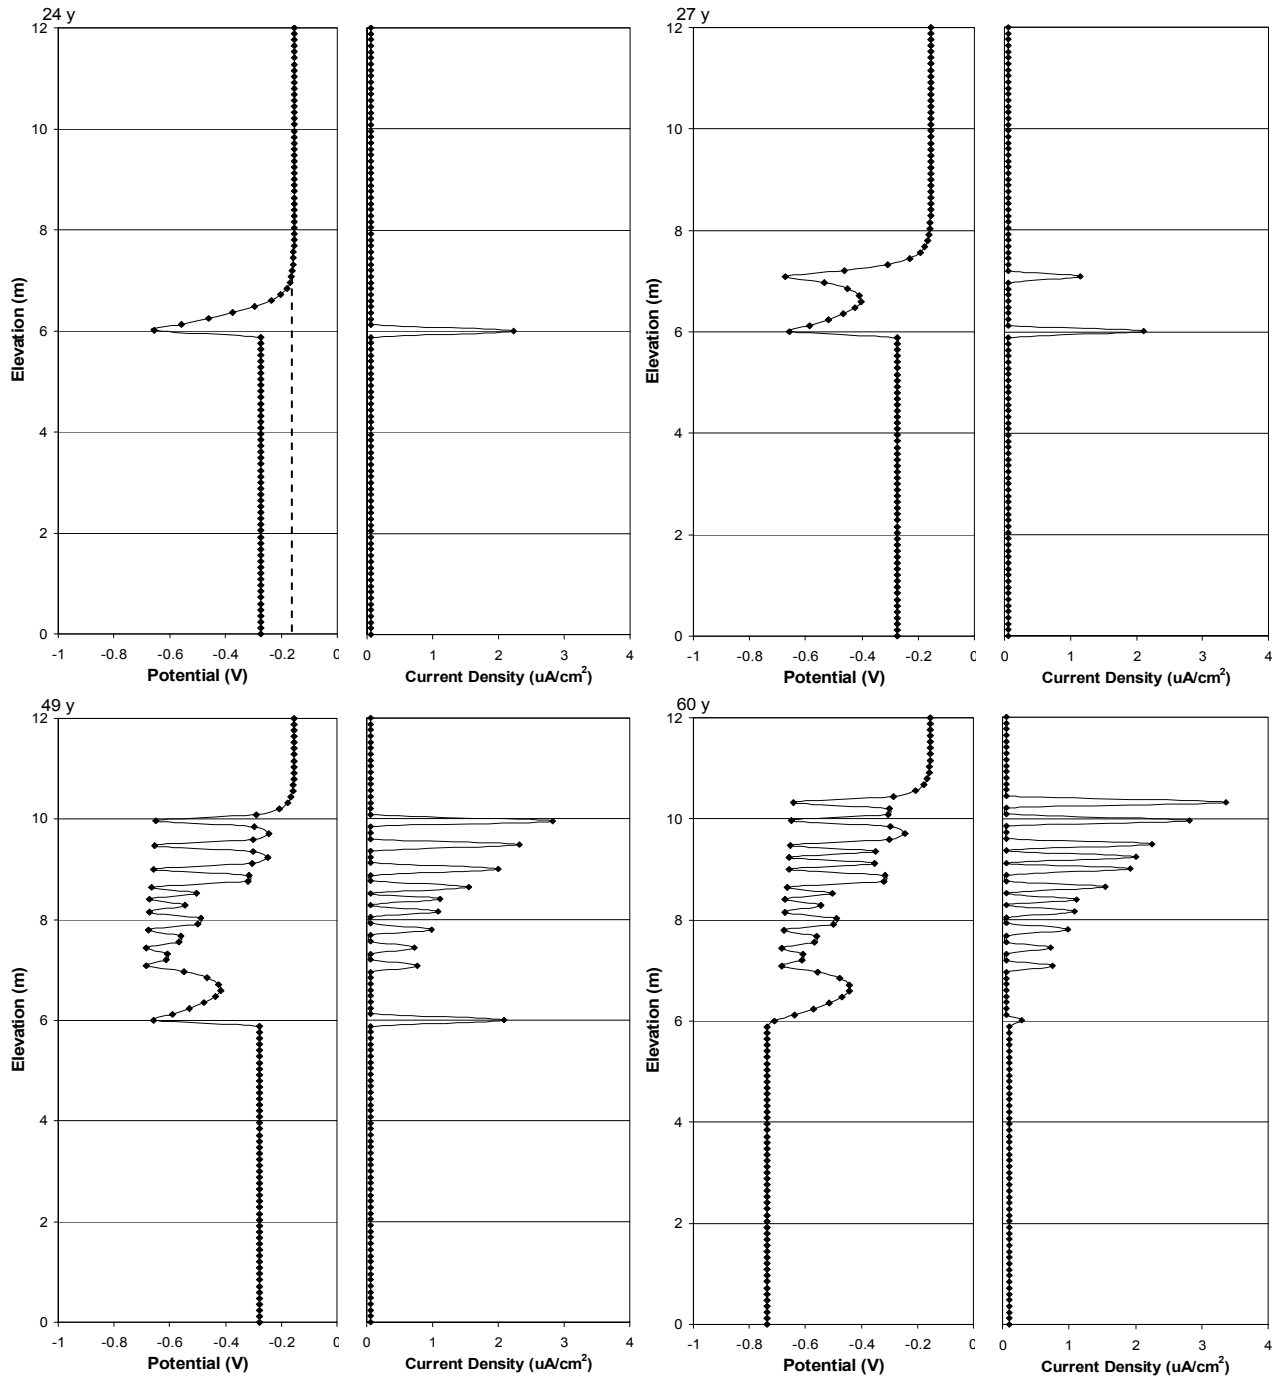 24 y
12
10
8
6
4
2
0
Elevation (m)
-1 -0.8 -0.6 -0.4 -0.2 0
Potential (V)
0 1 2 3 4
Current Density (uA/cm²)
27 y
12
10
8
6
4
2
0
Elevation (m)
-1 -0.8 -0.6 -0.4 -0.2 0
Potential (V)
0 1 2 3 4
Current Density (uA/cm²)
49 y
12
10
8
6
4
2
0
Elevation (m)
-1 -0.8 -0.6 -0.4 -0.2 0
Potential (V)
0 1 2 3 4
Current Density (uA/cm²)
60 y
12
10
8
6
4
2
0
Elevation (m)
-1 -0.8 -0.6 -0.4 -0.2 0
Potential (V)
0 1 2 3 4
Current Density (uA/cm²)